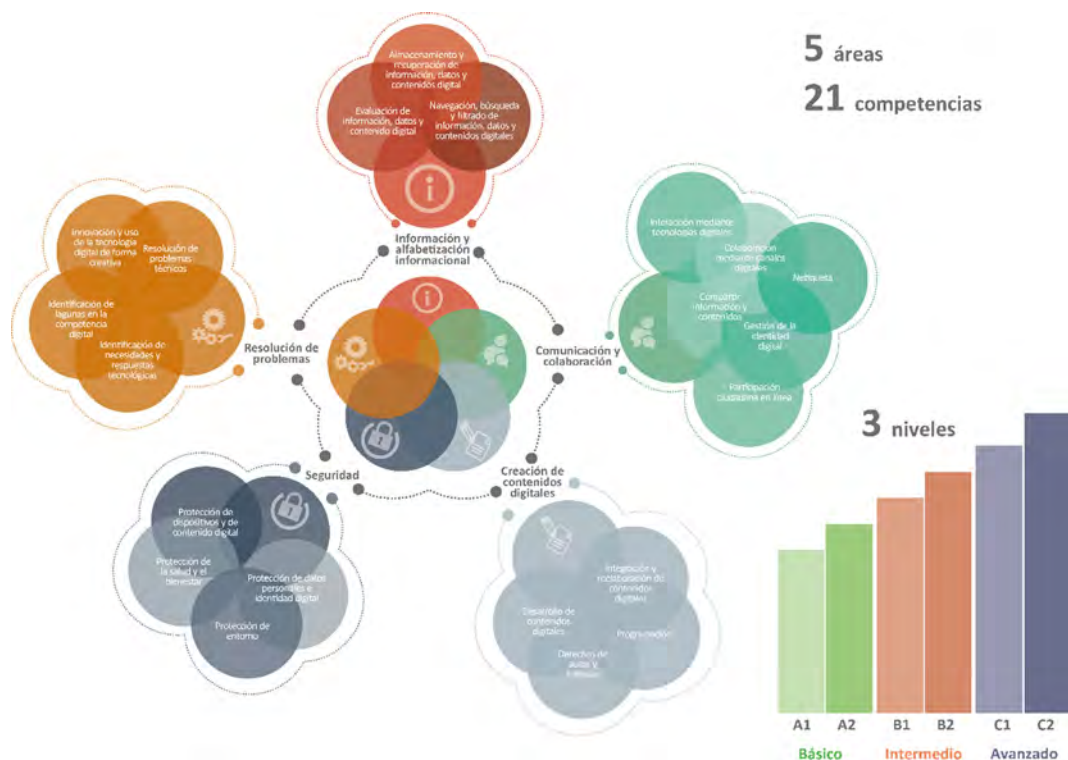 5 áreas
21 competencias
Almacenamiento y
recuperación de
información, datos y
contenidos digital
Evaluación de
información, datos y
contenido digital
Navegación, búsqueda
y filtrado de
información, datos y
contenidos digitales
Información y
alfabetización
informacional
Innovación y uso
de la tecnología
digital de forma
creativa
Resolución de
problemas
técnicos
Identificación de
lagunas en la
competencia
digital
Identificación de
necesidades y
respuestas
tecnológicas
Resolución de
problemas
Interacción mediante
tecnologías digitales
Colaboración
mediante canales
digitales
Netiqueta
Compartir
información y
contenidos
Gestión de la
identidad
digital
Participación
ciudadana en línea
Comunicación y
colaboración
Seguridad
Protección de
dispositivos y de
contenido digital
Protección de
la salud y el
bienestar
Protección de datos
personales e
identidad digital
Protección de
entorno
Creación de
contenidos
digitales
Integración y
reelaboración de
contenidos
digitales
Desarrollo de
contenidos
digitales
Programación
Derechos de
autor y
licencias
3 niveles
A1 A2 B1 B2 C1 C2
Básico Intermedio Avanzado